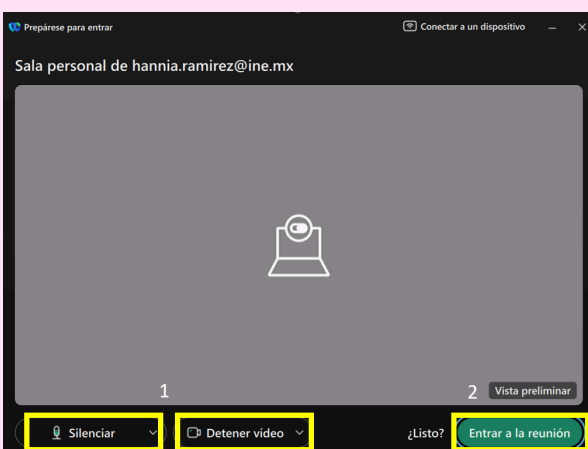 Prepárese para entrar
Conectar a un dispositivo
Sala personal de hannia.ramirez@ine.mx
1
2
Vista preliminar
Silenciar
Detener vídeo
¿Listo?
Entrar a la reunión